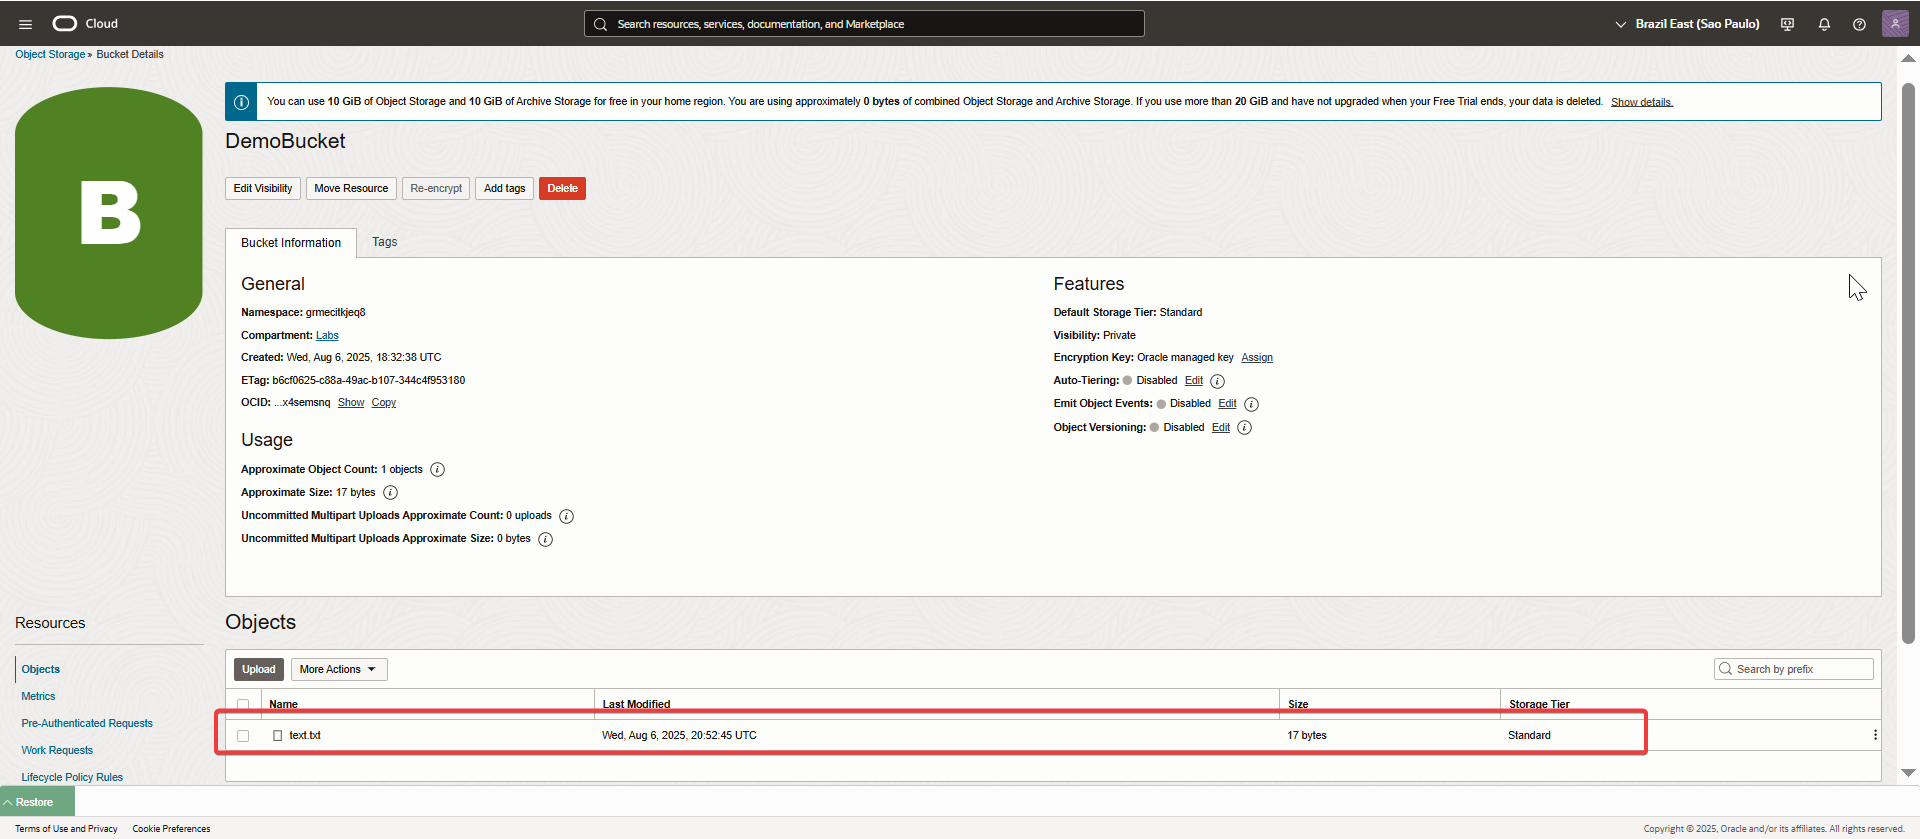 Cloud
Search resources, services, documentation, and Marketplace
Brazil East (Sao Paulo)
Object Storage » Bucket Details
You can use 10 GiB of Object Storage and 10 GiB of Archive Storage for free in your home region. You are using approximately 0 bytes of combined Object Storage and Archive Storage. If you use more than 20 GiB and have not upgraded when your Free Trial ends, your data is deleted. Show details.
B
DemoBucket
Edit Visibility Move Resource Re-encrypt Add tags Delete
Bucket Information Tags
General
Namespace: grmecitkjeq8
Compartment: Labs
Created: Wed, Aug 6, 2025, 18:32:38 UTC
ETag: b6cf0625-c88a-49ac-b107-344c4f953180
OCID: ...x4semsnq Show Copy
Usage
Approximate Object Count: 1 objects
Approximate Size: 17 bytes
Uncommitted Multipart Uploads Approximate Count: 0 uploads
Uncommitted Multipart Uploads Approximate Size: 0 bytes
Features
Default Storage Tier: Standard
Visibility: Private
Encryption Key: Oracle managed key Assign
Auto-Tiering: Disabled Edit
Emit Object Events: Disabled Edit
Object Versioning: Disabled Edit
Resources
Objects
Metrics
Pre-Authenticated Requests
Work Requests
Lifecycle Policy Rules
Objects
Upload More Actions Search by prefix
Name Last Modified Size Storage Tier
text.txt Wed, Aug 6, 2025, 20:52:45 UTC 17 bytes Standard
Restore
Terms of Use and Privacy Cookie Preferences Copyright © 2025, Oracle and/or its affiliates. All rights reserved.